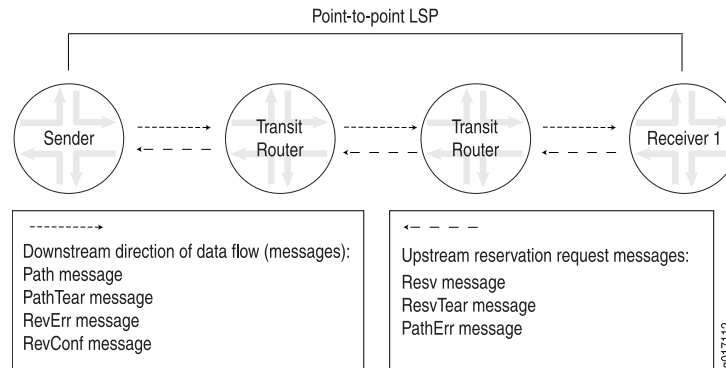 Point-to-point LSP
Sender
Transit
Router
Transit
Router
Receiver 1
Downstream direction of data flow (messages):
Path message
PathTear message
RevErr message
RevConf message
Upstream reservation request messages:
Resv message
ResvTear message
PathErr message